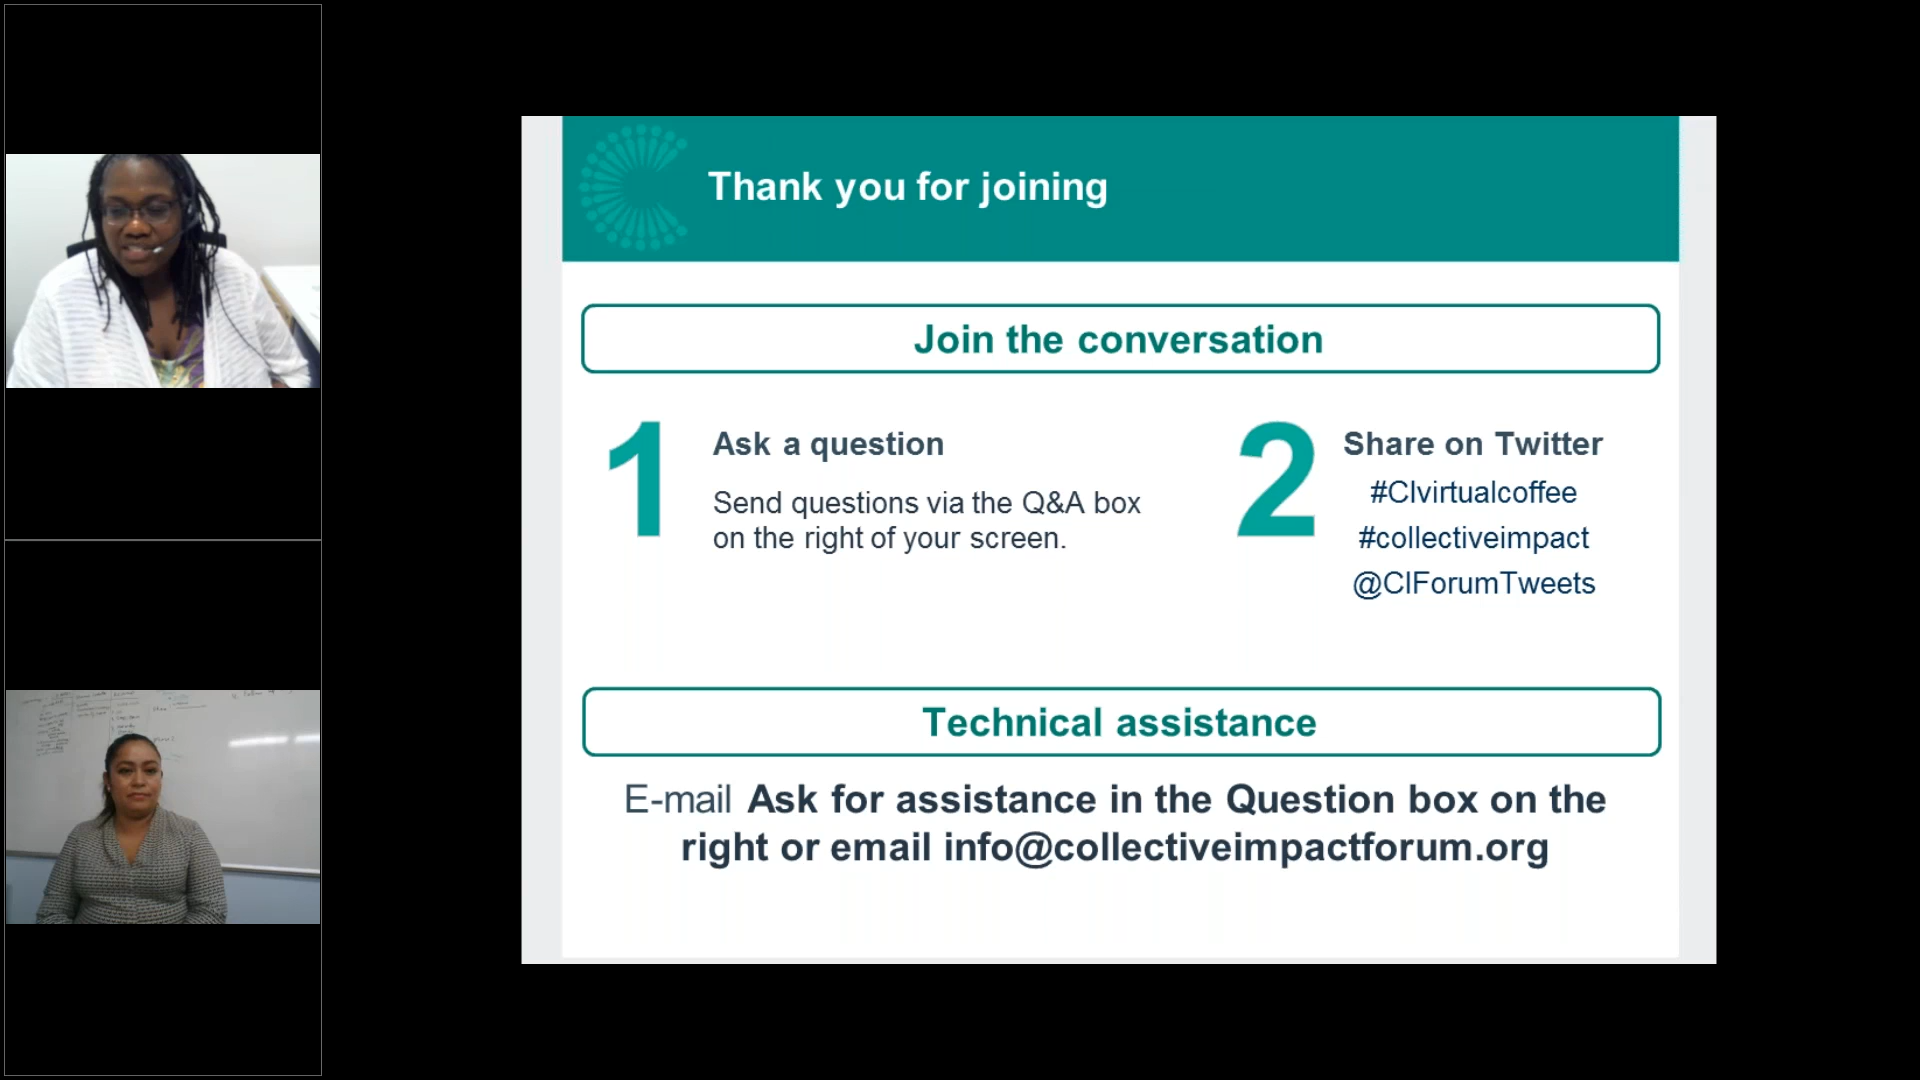 Thank you for joining
Join the conversation
1
Ask a question
Send questions via the Q&A box
on the right of your screen.
2
Share on Twitter
#CIvirtualcoffee
#collectiveimpact
@CIForumTweets
Technical assistance
E-mail Ask for assistance in the Question box on the
right or email info@collectiveimpactforum.org